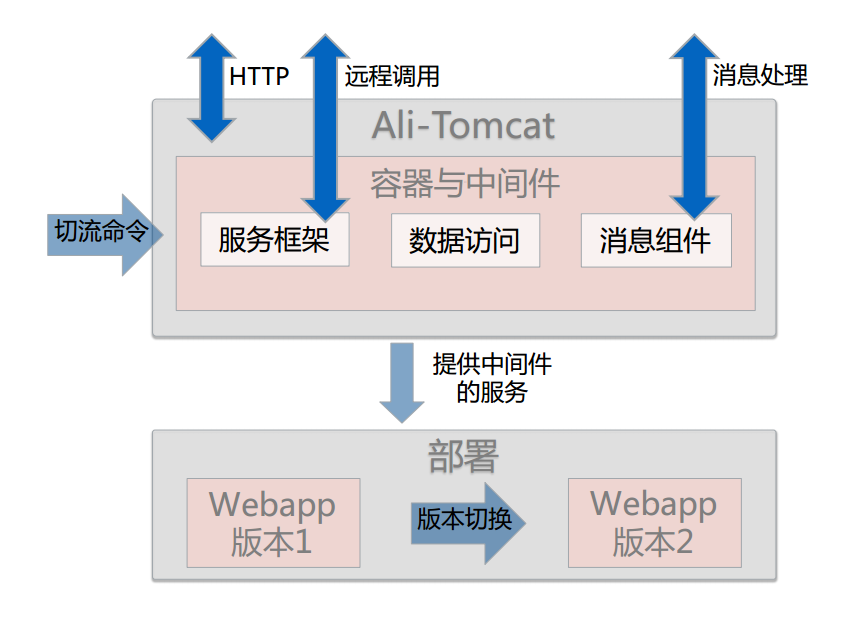 HTTP
远程调用
消息处理
Ali-Tomcat
容器与中间件
切流命令
服务框架
数据访问
消息组件
提供中间件
的服务
部署
Webapp
版本1
版本切换
Webapp
版本2